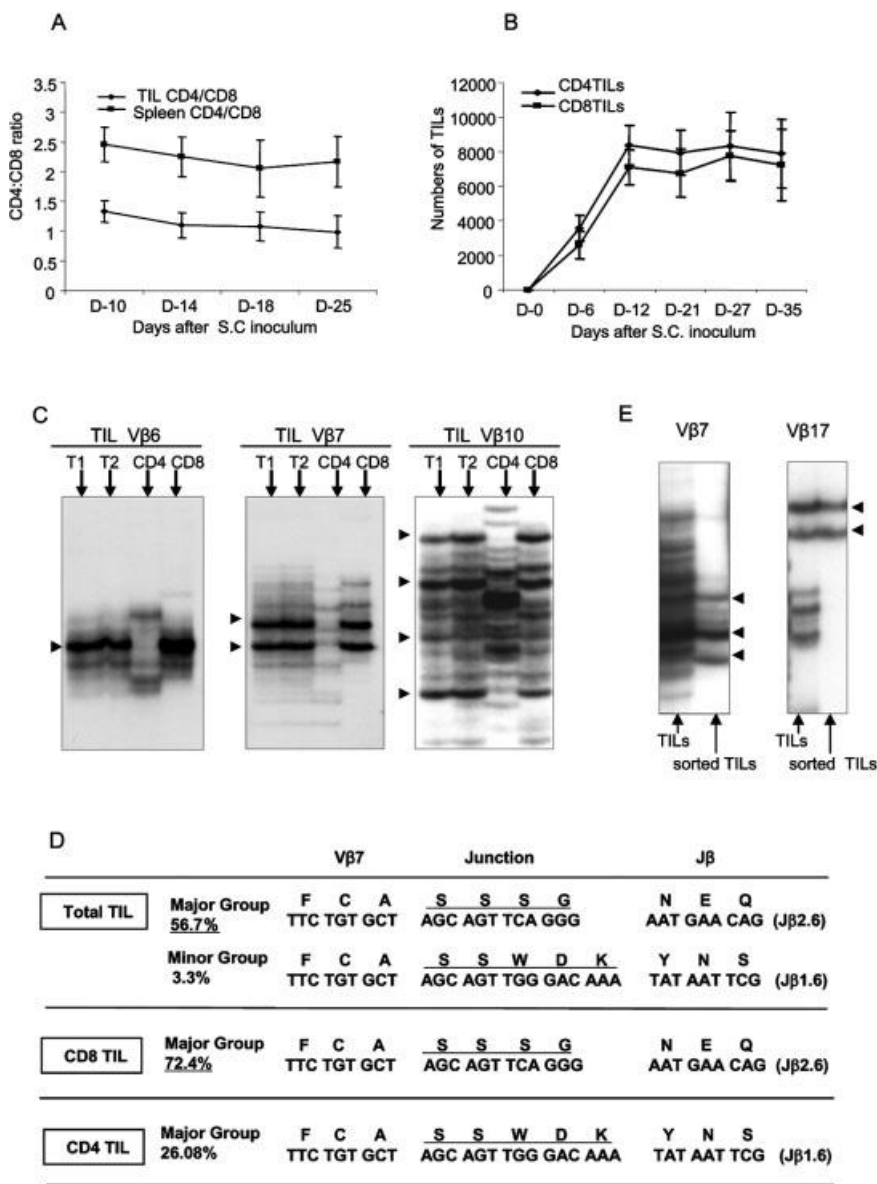 A
CD4:CD8 ratio
3.5
3
2.5
2
1.5
1
0.5
0
TIL CD4/CD8
Spleen CD4/CD8
D-10 D-14 D-18 D-25
Days after S.C inoculum
B
Numbers of TILs
12000
10000
8000
6000
4000
2000
0
CD4TILs
CD8TILs
D-0 D-6 D-12 D-21 D-27 D-35
Days after S.C. inoculum
C
TIL Vβ6
T1 T2 CD4 CD8
TIL Vβ7
T1 T2 CD4 CD8
TIL Vβ10
T1 T2 CD4 CD8
E
Vβ7 Vβ17
TILs
sorted TILs
TILs
sorted TILs
D
Vβ7 Junction Jβ
Total TIL
Major Group F C A S S S G N E Q
56.7% TTC TGT GCT AGC AGT TCA GGG AAT GAA CAG (Jβ2.6)
Minor Group F C A S S W D K Y N S
3.3% TTC TGT GCT AGC AGT TGG GAC AAA TAT AAT TCG (Jβ1.6)
CD8 TIL
Major Group F C A S S S G N E Q
72.4% TTC TGT GCT AGC AGT TCA GGG AAT GAA CAG (Jβ2.6)
CD4 TIL
Major Group F C A S S W D K Y N S
26.08% TTC TGT GCT AGC AGT TGG GAC AAA TAT AAT TCG (Jβ1.6)